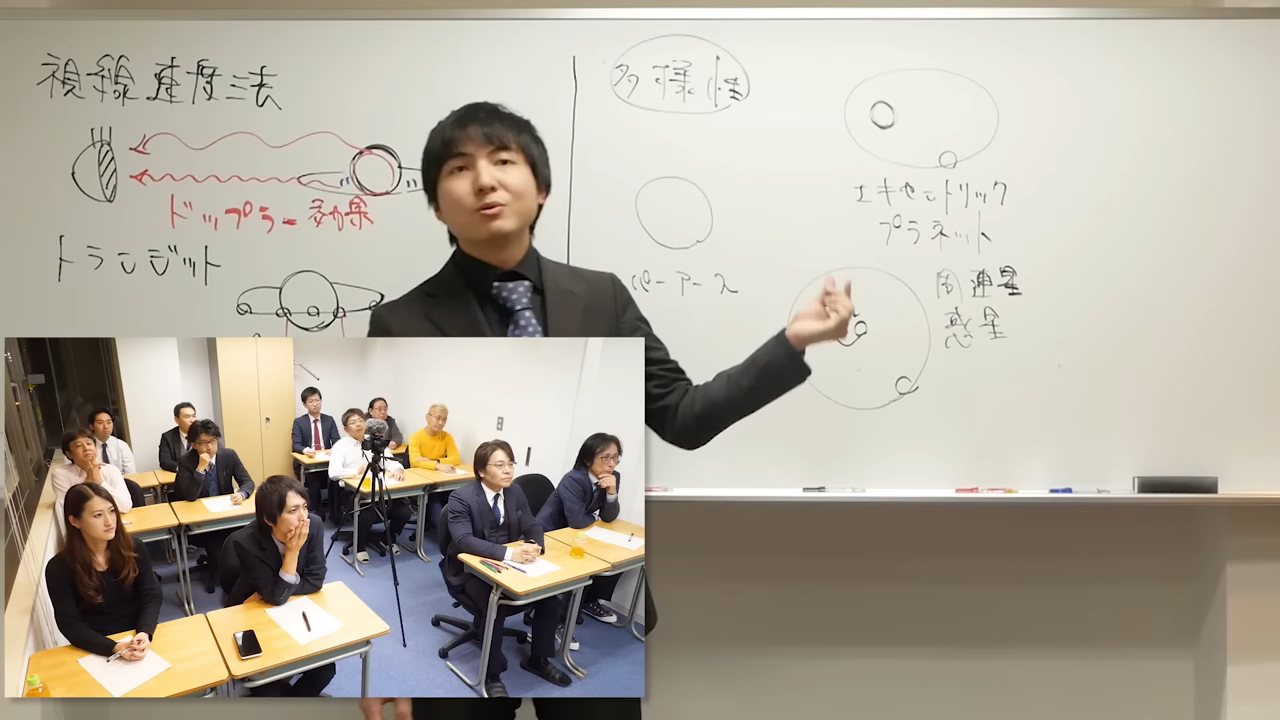 視線速度法
ドップラー効果
トランジット
多様性
エキセントリック
プラネット
パーアース
周連星
惑星